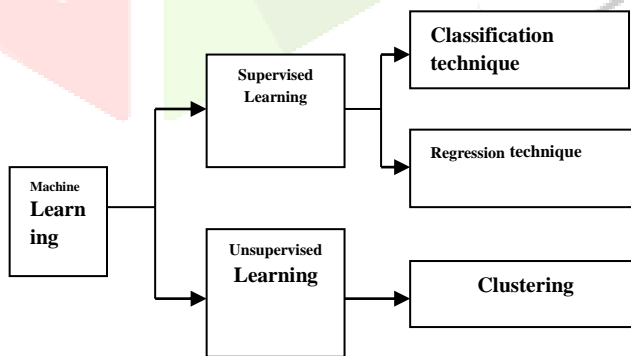 Machine
Learn
ing
Supervised
Learning
Classification
technique
Regression technique
Unsupervised
Learning
Clustering